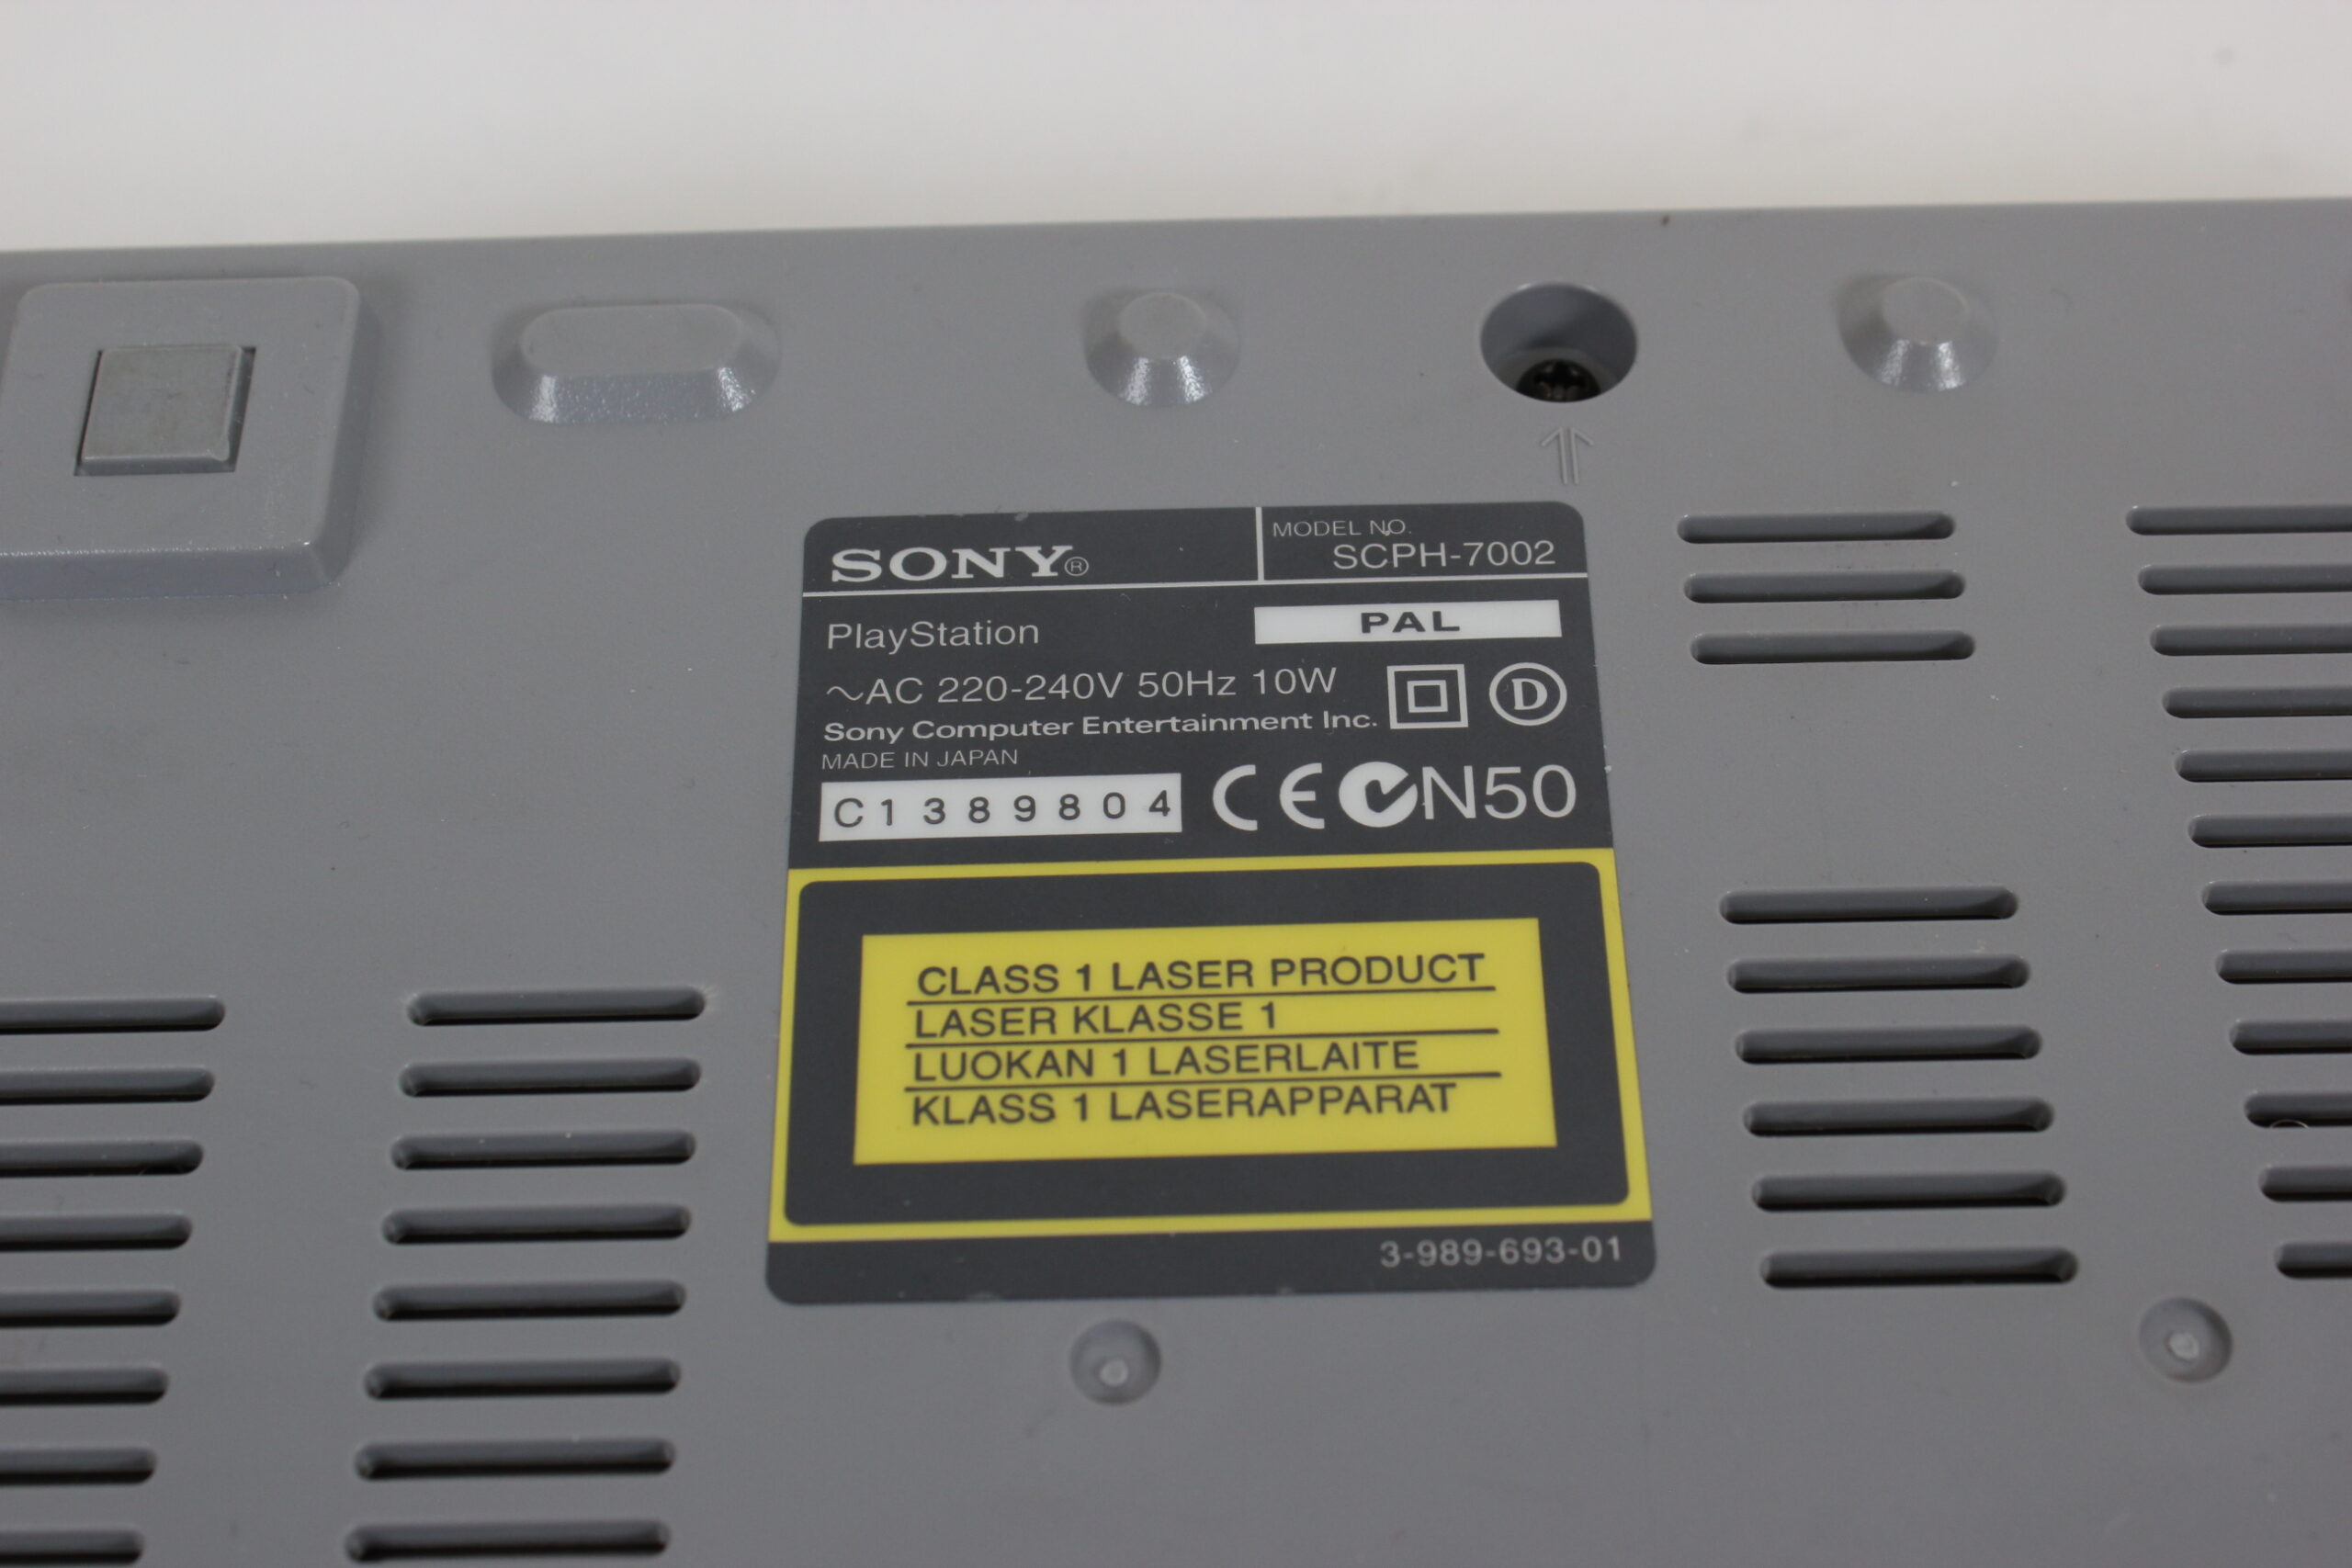 SONY®
MODEL NO.
SCPH-7002
PlayStation
PAL
~AC 220-240V 50Hz 10W
D
Sony Computer Entertainment Inc.
MADE IN JAPAN
C1389804
CE N50
CLASS 1 LASER PRODUCT
LASER KLASSE 1
LUOKAN 1 LASERLAITE
KLASS 1 LASERAPPARAT
3-989-693-01